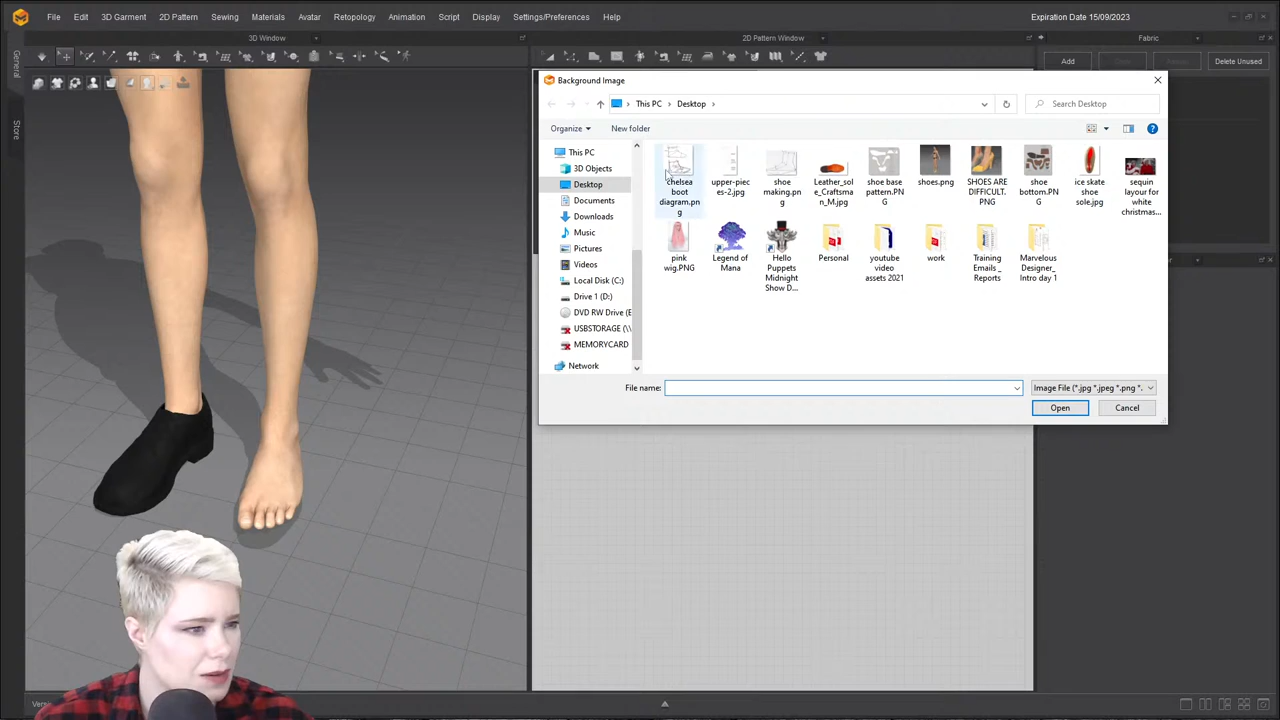 File Edit 3D Garment 2D Pattern Sewing Materials Avatar Retopology Animation Script Display Settings/Preferences Help
Expiration Date 15/09/2023
3D Window
2D Pattern Window
Fabric
General
Store
Add
Delete Unused
Background Image
This PC
Desktop
Search Desktop
Organize
New folder
This PC
3D Objects
Desktop
Documents
Downloads
Music
Pictures
Videos
Local Disk (C:)
Drive 1 (D:)
DVD RW Drive (E
USBSTORAGE (\\
MEMORYCARD
Network
chelsea
boot
diagram.pn
g
upper-piec
es-2.jpg
shoe
making.pn
g
Leather_sol
e_Craftsma
n_M.jpg
shoe base
pattern.PN
G
shoes.png
SHOES ARE
DIFFICULT.
PNG
shoe
bottom.PN
G
ice skate
shoe
sole.jpg
sequin
layour for
white
christmas...
pink
wig.PNG
Legend of
Mana
Hello
Puppets
Midnight
Show D...
Personal
youtube
video
assets 2021
work
Training
Emails _
Reports
Marvelous
Designer_
Intro day 1
File name:
Image File (*.jpg *.jpeg *.png *.
Open
Cancel